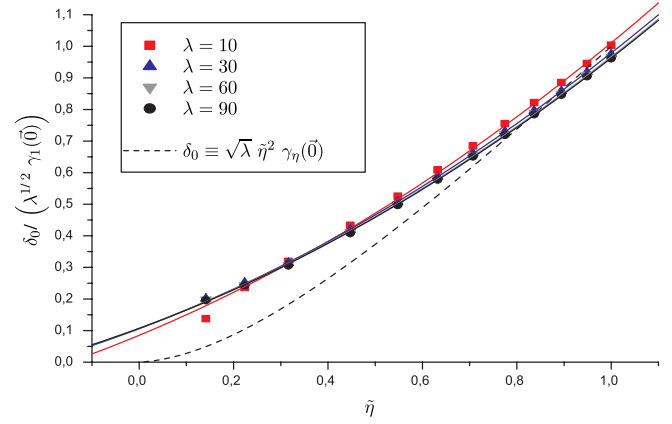 1,1
1,0
0,9
0,8
0,7
0,6
0,5
0,4
0,3
0,2
0,1
0,0
δ₀/ (λ^{1/2} γ₁(0⃗))
λ = 10
λ = 30
λ = 60
λ = 90
δ₀ ≡ √λ η̃² γ_η(0⃗)
0,0 0,2 0,4 0,6 0,8 1,0
η̃